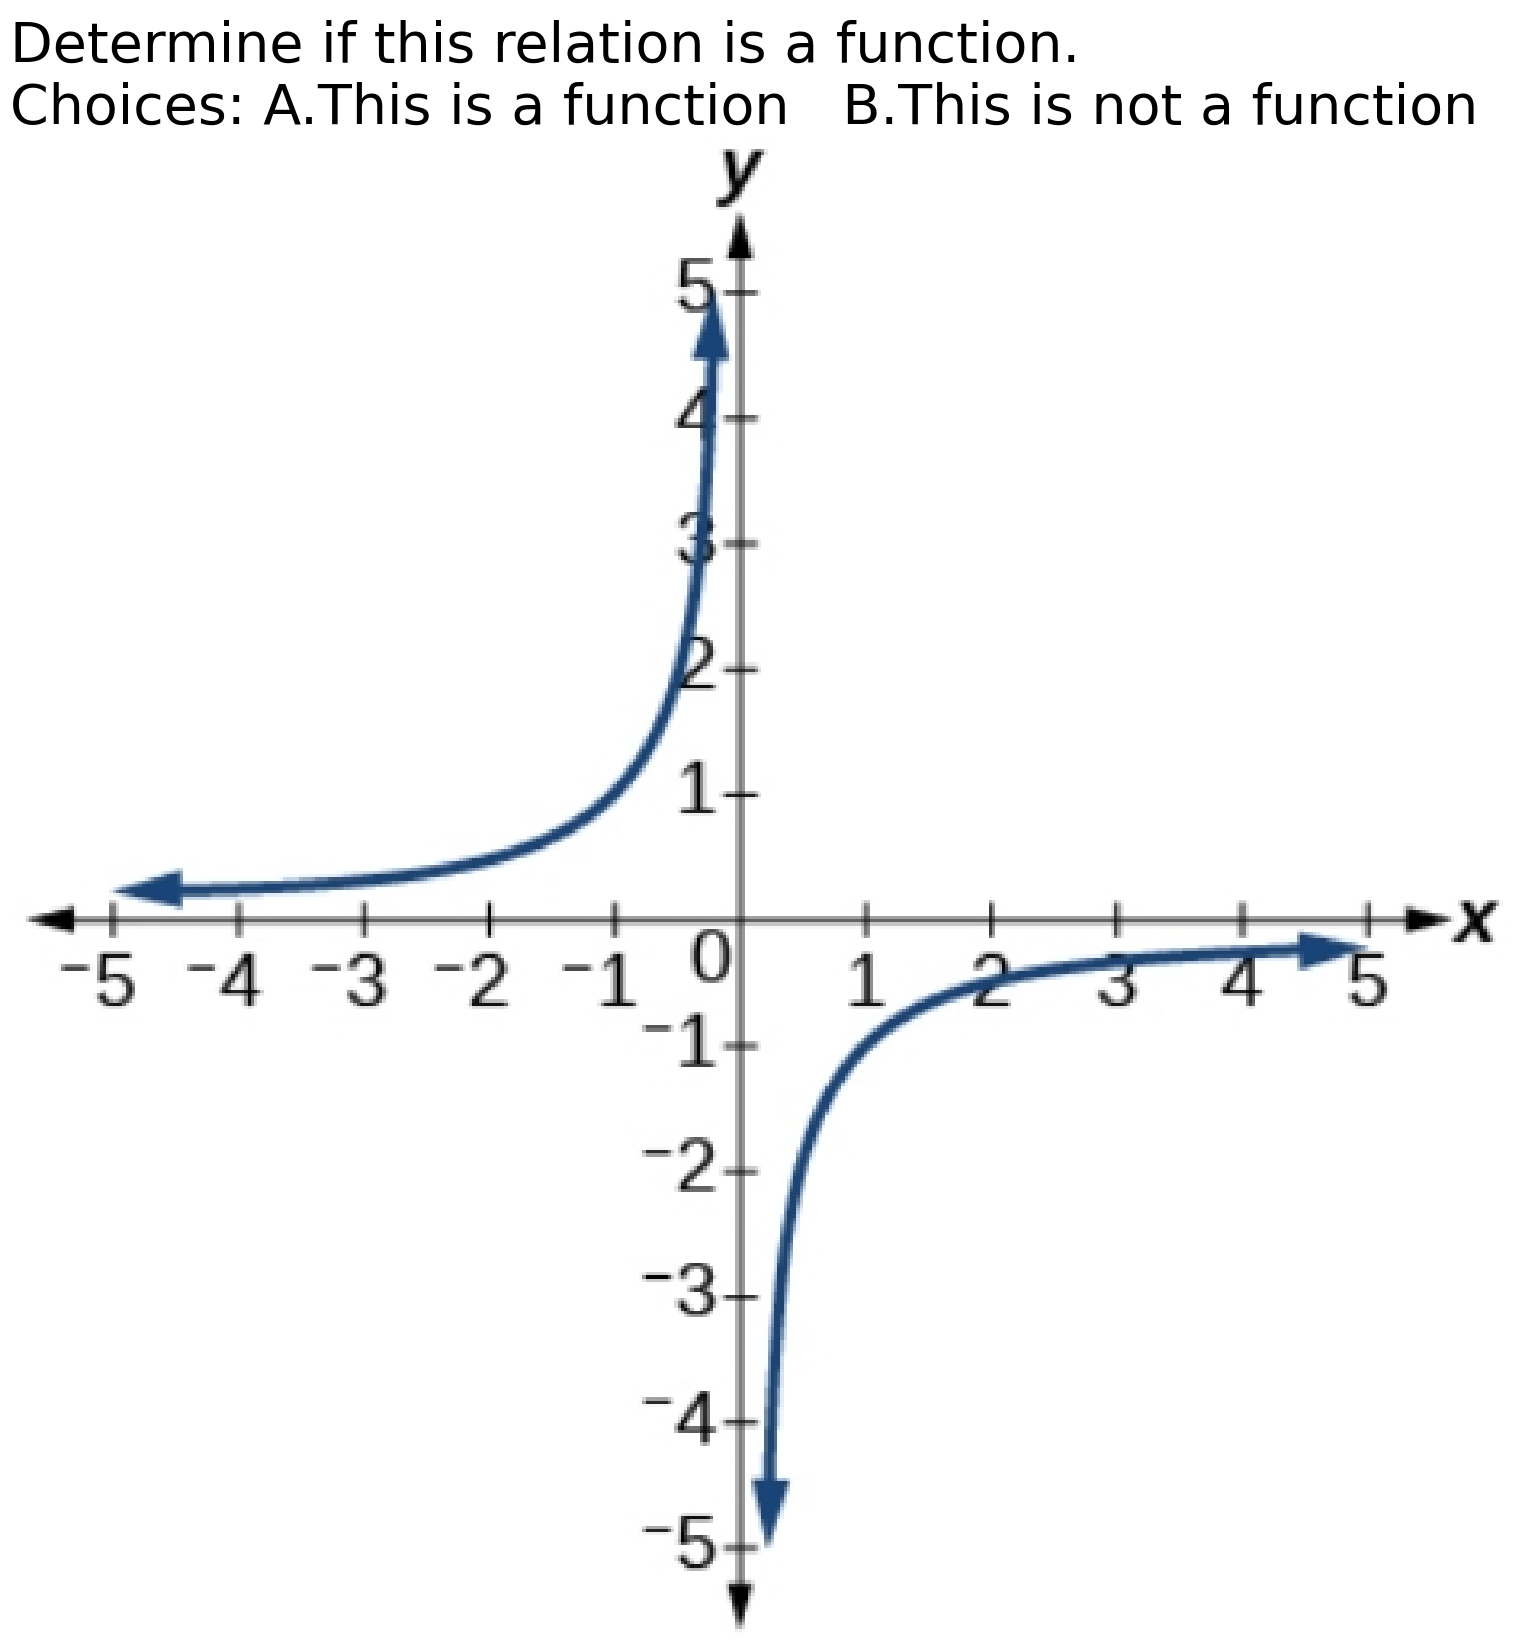 Determine if this relation is a function.
Choices: A.This is a function B.This is not a function
y
5
4
3
2
1
x
-5 -4 -3 -2 -1 0 1 2 3 4 5
-1
-2
-3
-4
-5